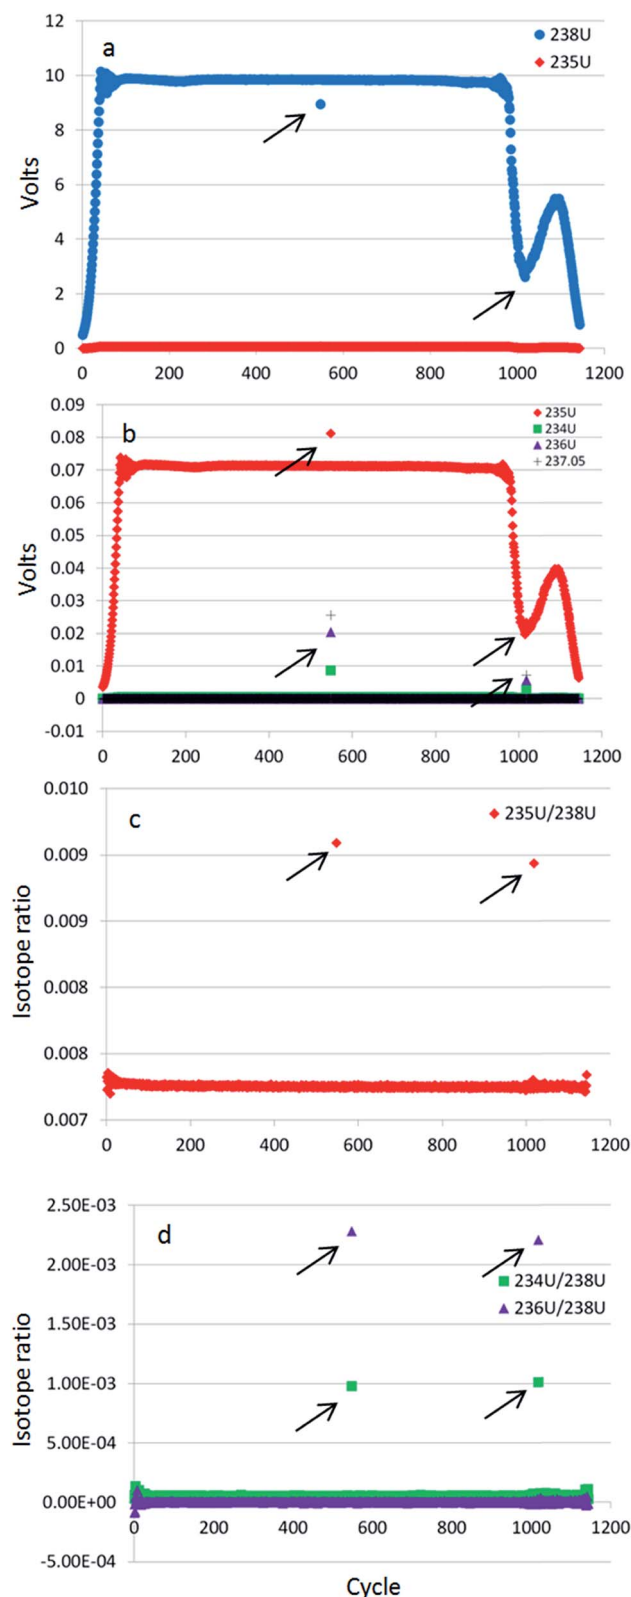 a
238U
235U
12
10
8
6
4
2
0
Volts
0 200 400 600 800 1000 1200
b
235U
234U
236U
237.05
0.09
0.08
0.07
0.06
0.05
0.04
0.03
0.02
0.01
0
-0.01
Volts
0 200 400 600 800 1000 1200
c
235U/238U
0.010
0.009
0.009
0.008
0.008
0.007
Isotope ratio
0 200 400 600 800 1000 1200
d
234U/238U
236U/238U
2.50E-03
2.00E-03
1.50E-03
1.00E-03
5.00E-04
0.00E+00
-5.00E-04
Isotope ratio
0 200 400 600 800 1000 1200
Cycle